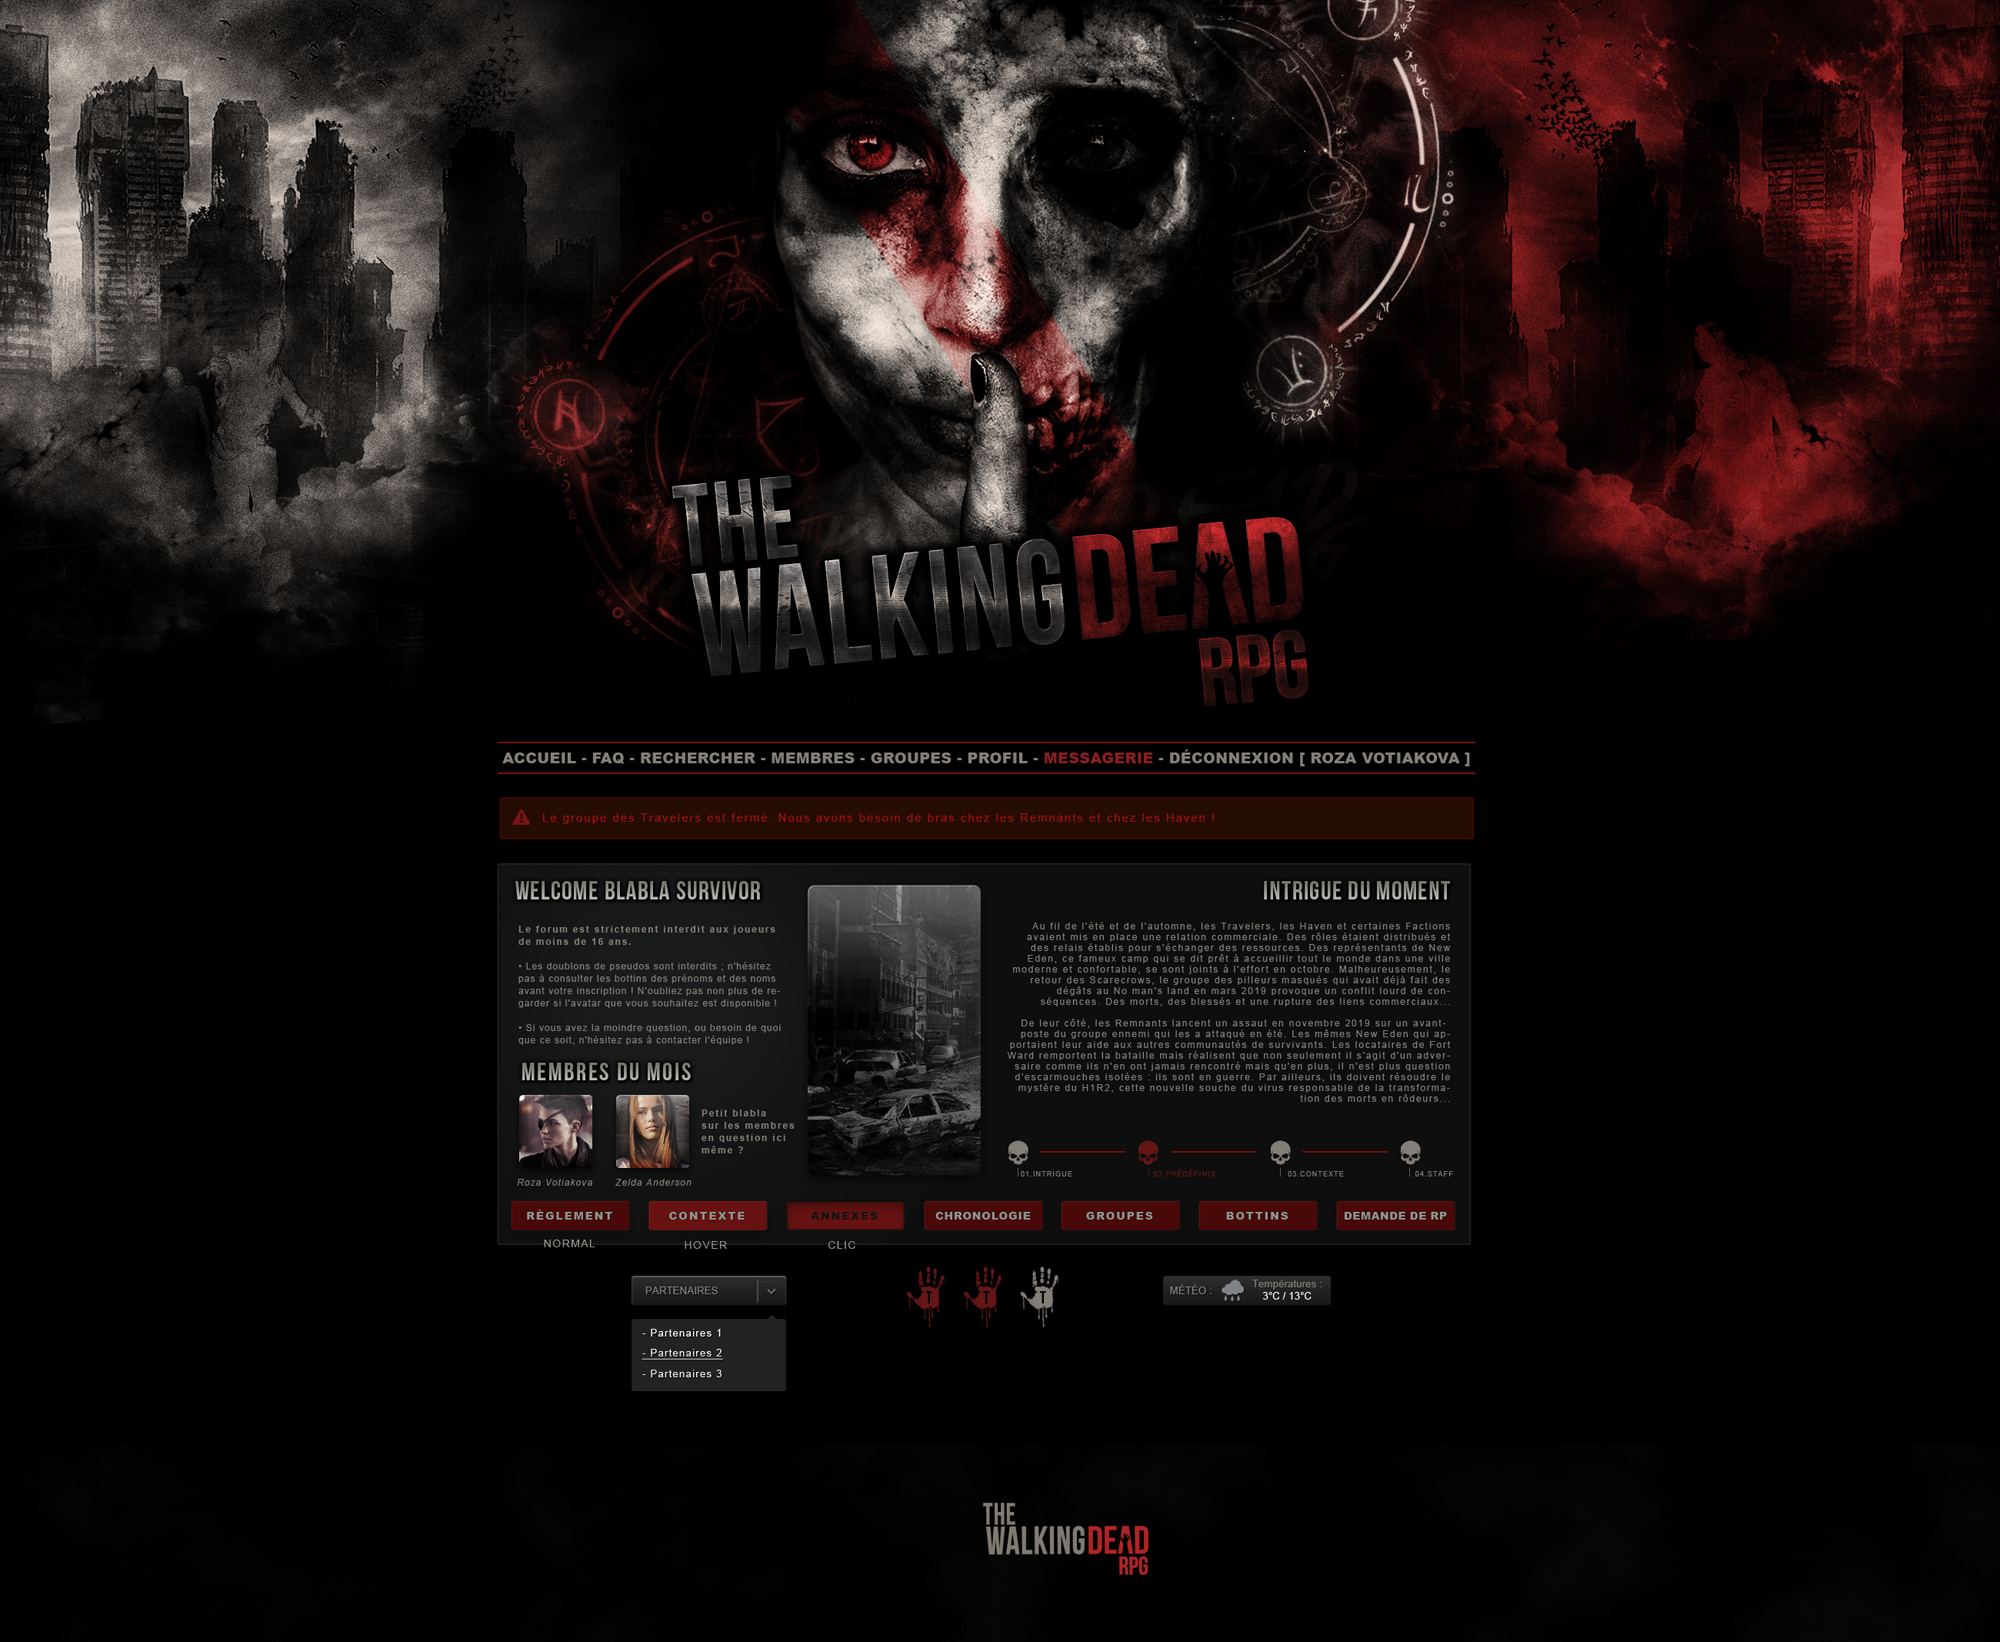 THE
WALKING DEAD
RPG
ACCUEIL - FAQ - RECHERCHER - MEMBRES - GROUPES - PROFIL - MESSAGERIE - DÉCONNEXION [ ROZA VOTIAKOVA ]
Le groupe des Travelers est fermé. Nous avons besoin de bras chez les Remnants et chez les Haven !
WELCOME BLABLA SURVIVOR
Le forum est strictement interdit aux joueurs
de moins de 16 ans.
• Les doublons de pseudos sont interdits ; n'hésitez
pas à consulter les bottins des prénoms et des noms
avant votre inscription ! N'oubliez pas non plus de re-
garder si l'avatar que vous souhaitez est disponible !
• Si vous avez la moindre question, ou besoin de quoi
que ce soit, n'hésitez pas à contacter l'équipe !
MEMBRES DU MOIS
Petit blabla
sur les membres
en question ici
même ?
Roza Votiakova
Zelda Anderson
INTRIGUE DU MOMENT
Au fil de l'été et de l'automne, les Travelers, les Haven et certaines Factions
avaient mis en place une relation commerciale. Des rôles étaient distribués et
des relais établis pour s'échanger des ressources. Des représentants de New
Eden, ce fameux camp qui se dit prêt à accueillir tout le monde dans une ville
moderne et confortable, se sont joints à l'effort en octobre. Malheureusement, le
retour des Scarecrows, le groupe des pilleurs masqués qui avait déjà fait des
dégâts au No man's land en mars 2019 provoque un conflit lourd de con-
séquences. Des morts, des blessés et une rupture des liens commerciaux...
De leur côté, les Remnants lancent un assaut en novembre 2019 sur un avant-
poste du groupe ennemi qui les a attaqué en été. Les mêmes New Eden qui ap-
portaient leur aide aux autres communautés de survivants. Les locataires de Fort
Ward remportent la bataille mais réalisent que non seulement il s'agit d'un adver-
saire comme ils n'en ont jamais rencontré mais qu'en plus, il n'est plus question
d'escarmouches isolées : ils sont en guerre. Par ailleurs, ils doivent résoudre le
mystère du H1R2, cette nouvelle souche du virus responsable de la transforma-
tion des morts en rôdeurs...
01.INTRIGUE
02.PRÉDÉFINIS
03.CONTEXTE
04.STAFF
RÈGLEMENT
CONTEXTE
ANNEXES
CHRONOLOGIE
GROUPES
BOTTINS
DEMANDE DE RP
NORMAL
HOVER
CLIC
PARTENAIRES
- Partenaires 1
- Partenaires 2
- Partenaires 3
T
T
T
MÉTÉO :
Températures :
3°C / 13°C
THE
WALKING DEAD
RPG